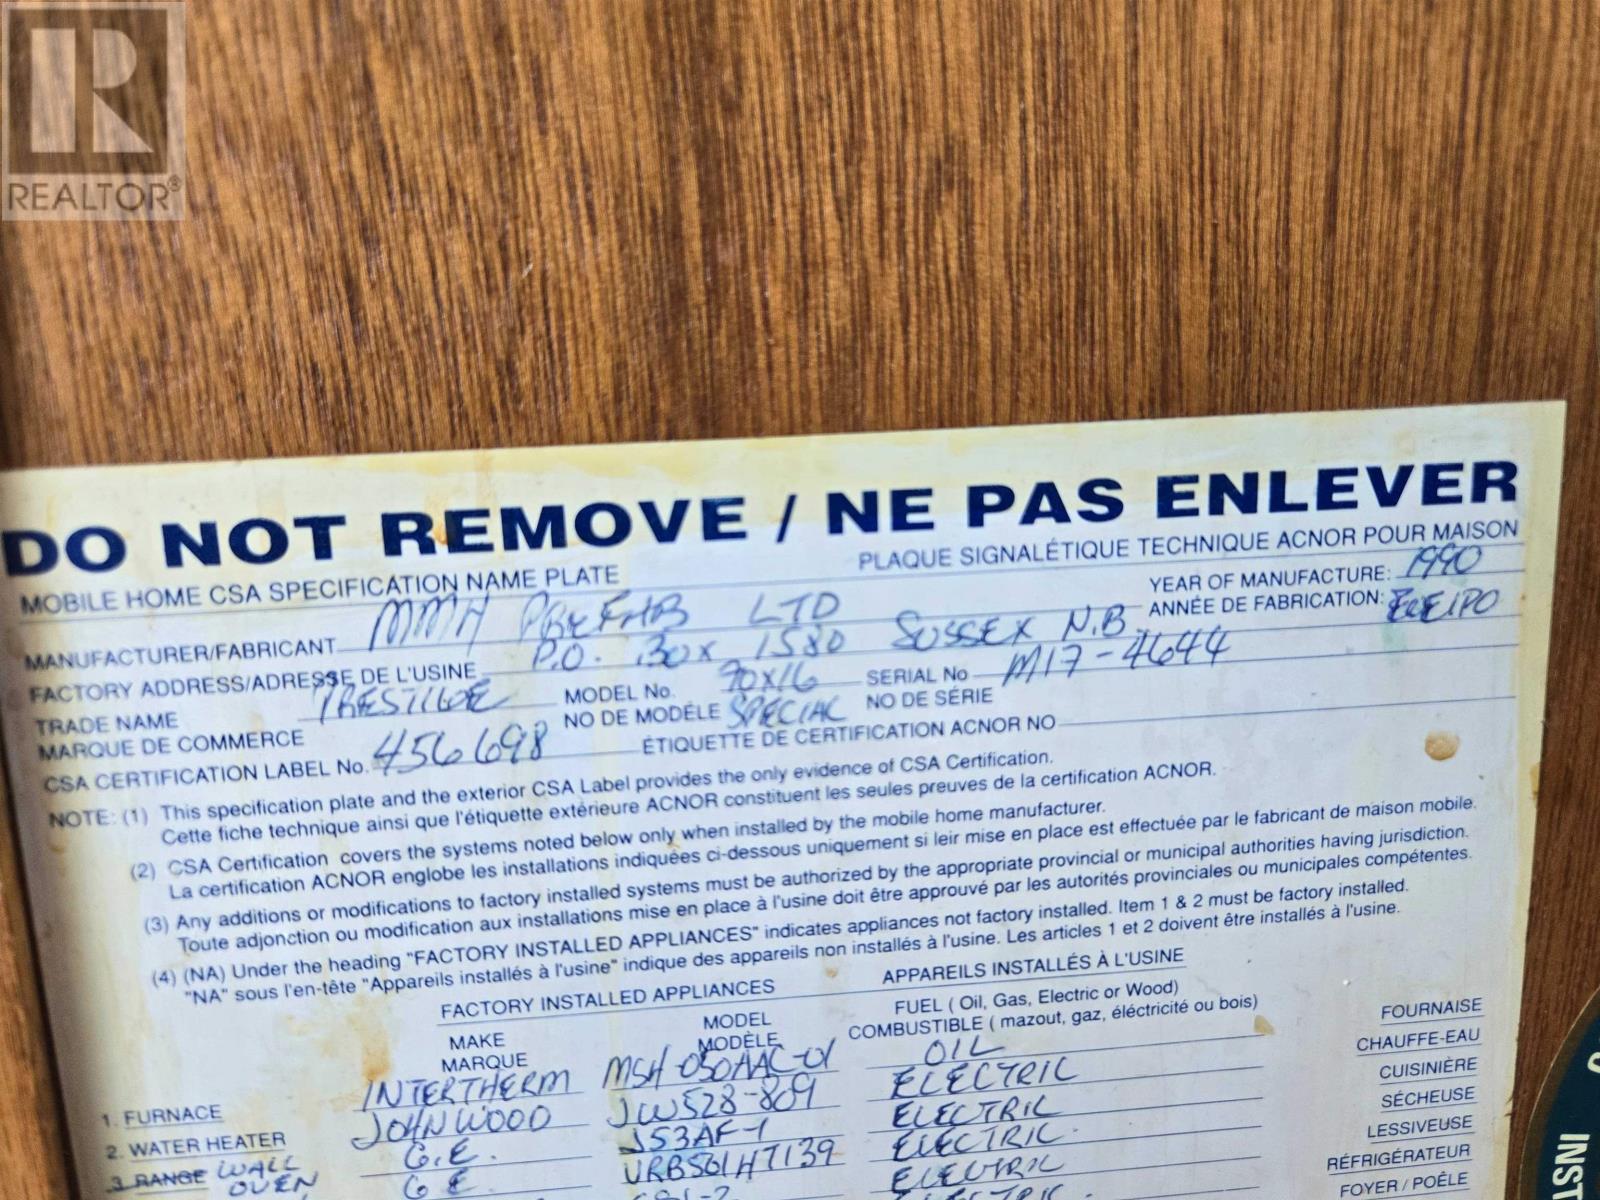 REALTOR®
DO NOT REMOVE / NE PAS ENLEVER
MOBILE HOME CSA SPECIFICATION NAME PLATE
PLAQUE SIGNALÉTIQUE TECHNIQUE ACNOR POUR MAISON
YEAR OF MANUFACTURE: 1990
ANNÉE DE FABRICATION:
MANUFACTURER/FABRICANT MMH PREFAB LTD
FACTORY ADDRESS/ADRESSE DE L'USINE P.O. BOX 1580 SUSSEX N.B.
TRADE NAME PRESTIGE
MARQUE DE COMMERCE
MODEL No. 70X16
NO DE MODÈLE SPECIAL
SERIAL No M17-4644
NO DE SÉRIE
CSA CERTIFICATION LABEL No. 456698
ÉTIQUETTE DE CERTIFICATION ACNOR NO
NOTE: (1) This specification plate and the exterior CSA Label provides the only evidence of CSA Certification.
Cette fiche technique ainsi que l'étiquette extérieure ACNOR constituent les seules preuves de la certification ACNOR.
(2) CSA Certification covers the systems noted below only when installed by the mobile home manufacturer.
La certification ACNOR englobe les installations indiquées ci-dessous uniquement si leir mise en place est effectuée par le fabricant de maison mobile.
(3) Any additions or modifications to factory installed systems must be authorized by the appropriate provincial or municipal authorities having jurisdiction.
Toute adjonction ou modification aux installations mise en place à l'usine doit être approuvé par les autorités provinciales ou municipales compétentes.
(4) (NA) Under the heading "FACTORY INSTALLED APPLIANCES" indicates appliances not factory installed. Item 1 & 2 must be factory installed.
"NA" sous l'en-tête "Appareils installés à l'usine" indique des appareils non installés à l'usine. Les articles 1 et 2 doivent être installés à l'usine.
FACTORY INSTALLED APPLIANCES APPAREILS INSTALLÉS À L'USINE
MAKE MODEL FUEL ( Oil, Gas, Electric or Wood)
MARQUE MODÈLE COMBUSTIBLE ( mazout, gaz, éléctricité ou bois)
1. FURNACE INTERTHERM MSH-050AAC-01 OIL FOURNAISE
2. WATER HEATER JOHN WOOD JW528-809 ELECTRIC CHAUFFE-EAU
3 RANGE WALL OVEN G.E. J53AF-1 ELECTRIC CUISINIÈRE
G E ELECTRIC SÉCHEUSE
ELECTRIC LESSIVEUSE
RÉFRIGÉRATEUR
FOYER / POÊLE
INST